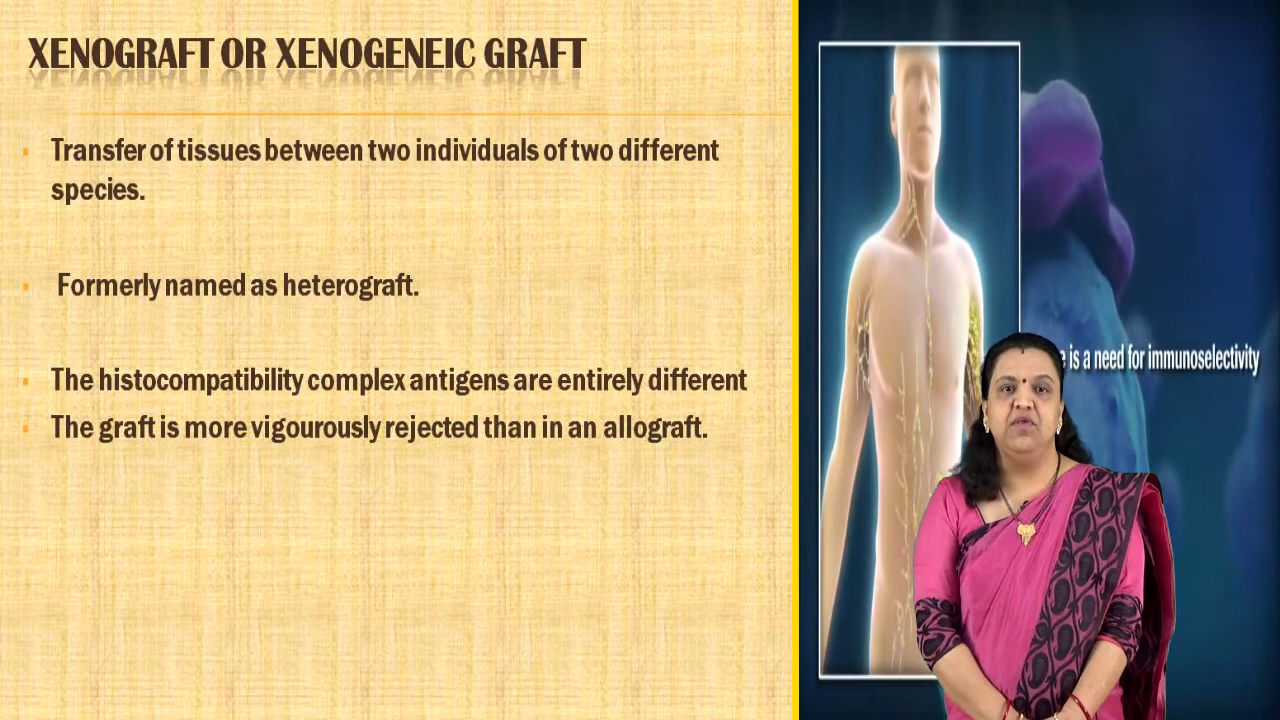 XENOGRAFT OR XENOGENEIC GRAFT
Transfer of tissues between two individuals of two different
species.
Formerly named as heterograft.
The histocompatibility complex antigens are entirely different
The graft is more vigourously rejected than in an allograft.
is a need for immunoselectivity